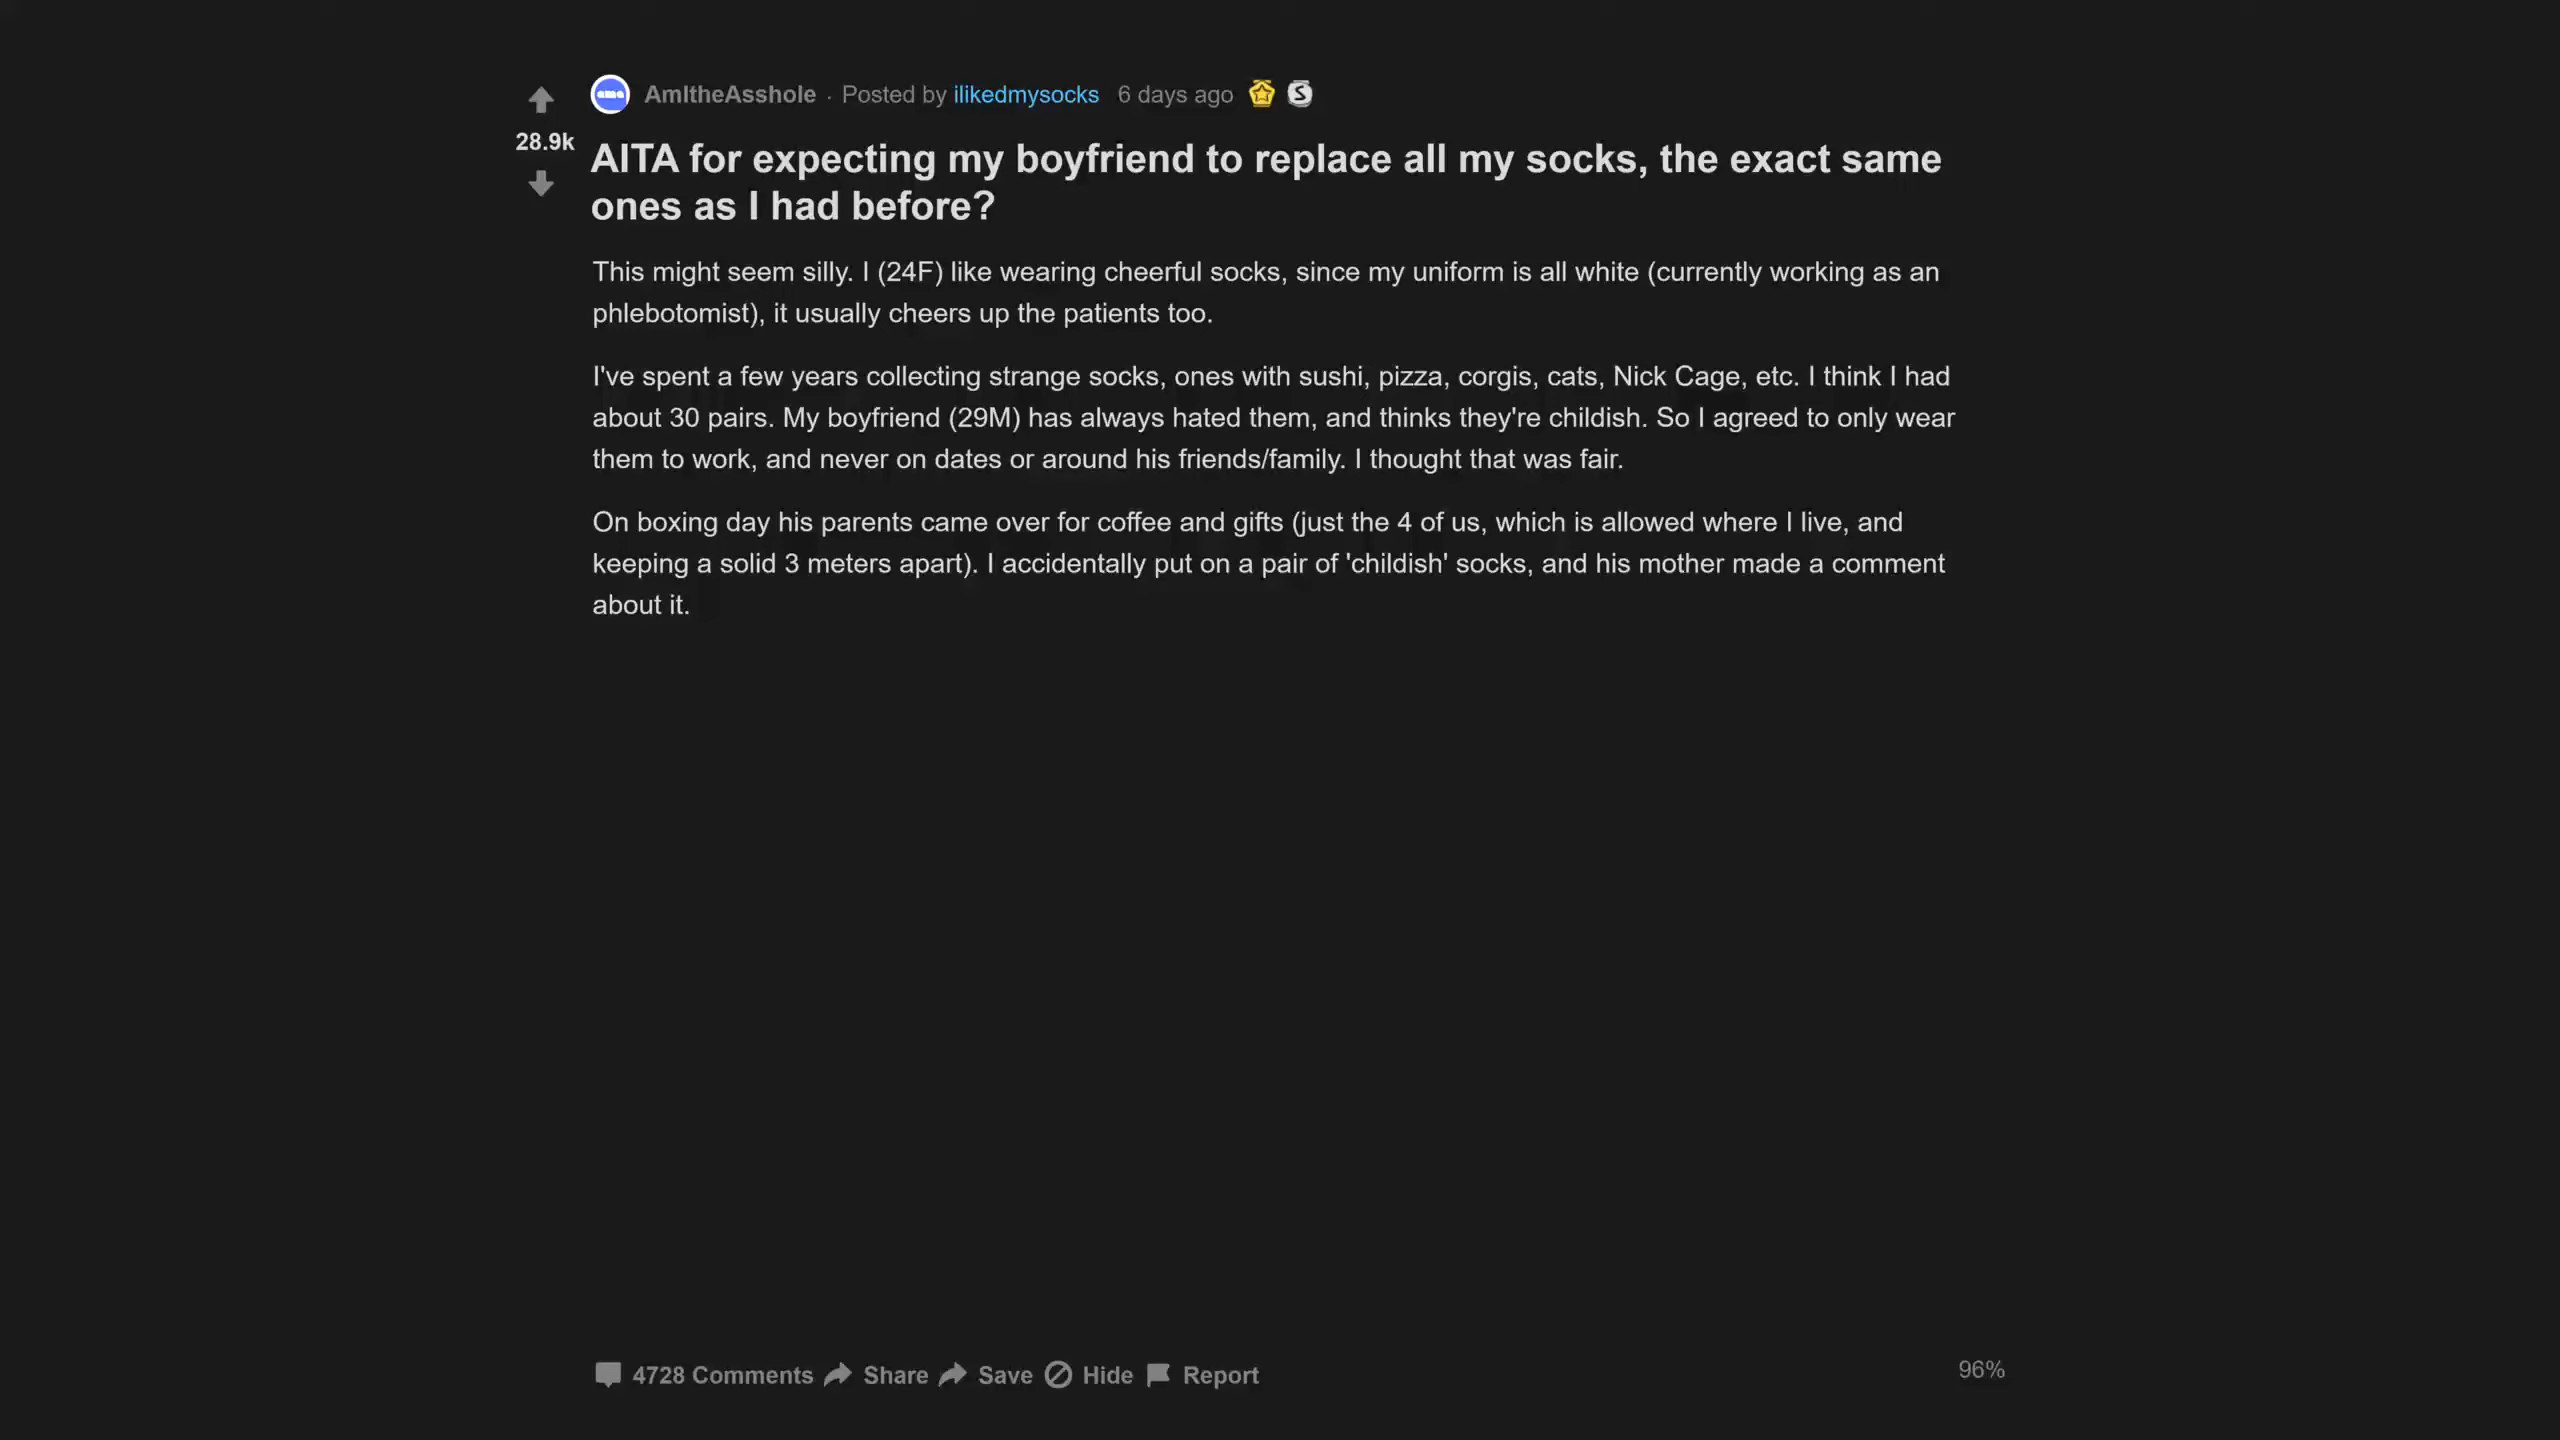 AmItheAsshole · Posted by ilikedmysocks 6 days ago
28.9k
AITA for expecting my boyfriend to replace all my socks, the exact same
ones as I had before?
This might seem silly. I (24F) like wearing cheerful socks, since my uniform is all white (currently working as an
phlebotomist), it usually cheers up the patients too.
I've spent a few years collecting strange socks, ones with sushi, pizza, corgis, cats, Nick Cage, etc. I think I had
about 30 pairs. My boyfriend (29M) has always hated them, and thinks they're childish. So I agreed to only wear
them to work, and never on dates or around his friends/family. I thought that was fair.
On boxing day his parents came over for coffee and gifts (just the 4 of us, which is allowed where I live, and
keeping a solid 3 meters apart). I accidentally put on a pair of 'childish' socks, and his mother made a comment
about it.
4728 Comments Share Save Hide Report
96%